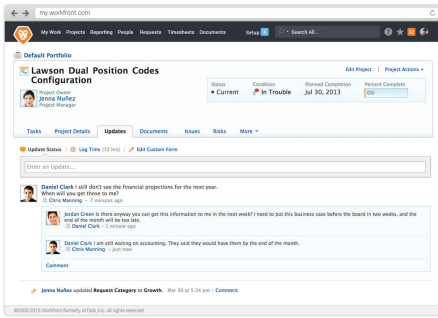 my.workfront.com
My Work Projects Reporting People Requests Timesheets Documents Setup Search All...
Default Portfolio
Lawson Dual Position Codes
Configuration
Edit Project | Project Actions
Project Owner
Jenna Nuñez
Project Manager
Status Condition Planned Completion Percent Complete
Current In Trouble Jul 30, 2013 0%
Tasks Project Details Updates Documents Issues Risks More
Update Status | Log Time (12 hrs) | Edit Custom Form
Enter an Update...
Daniel Clark I still don't see the financial projections for the next year.
When will you get those to me?
Chris Manning - 7 minutes ago
Jordan Green Is there anyway you can get this information to me in the next week? I need to put this business case before the board in two weeks, and the
end of the month will be too late.
Daniel Clark - 1 minute ago
Daniel Clark I am still waiting on accounting. They said they would have them by the end of the month.
Chris Manning - Just now
Comment
Jenna Nuñez updated Request Category to Growth. Mar 30 at 5:34 pm - Comment
©2000-2015 Workfront formerly AtTask, Inc. All rights reserved